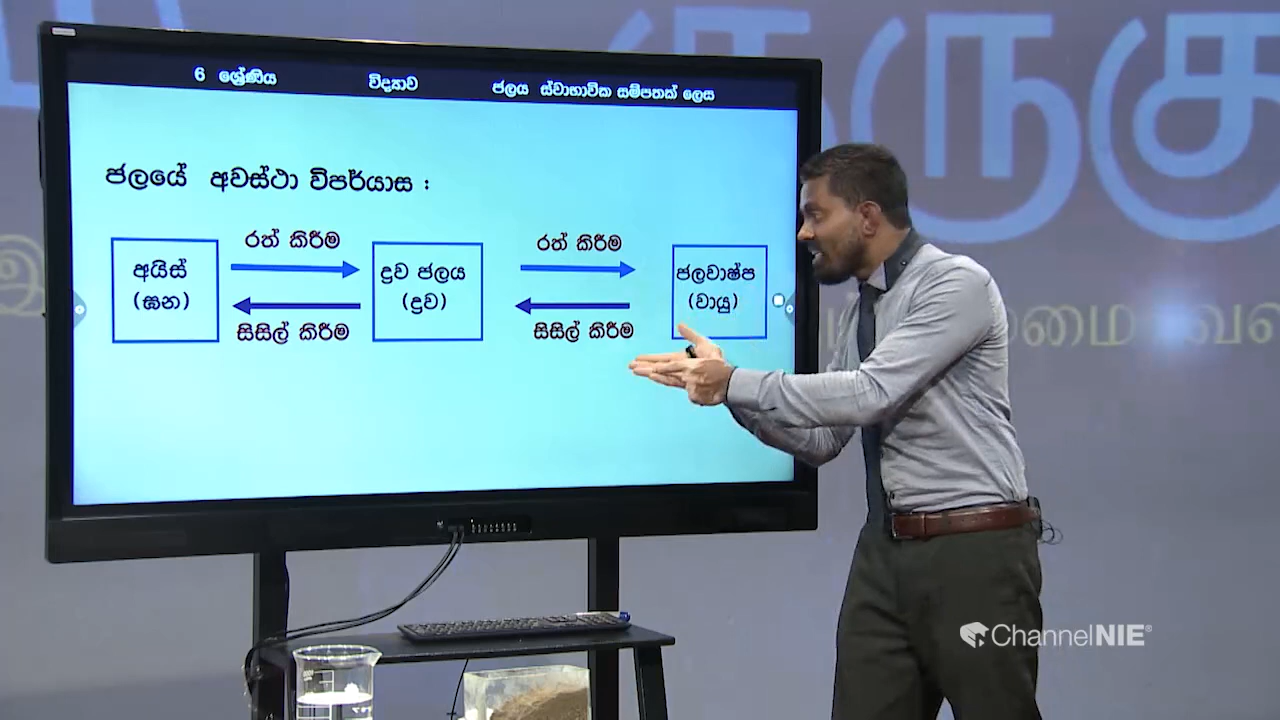 6 ශ්‍රේණිය විද්‍යාව ජලය ස්වාභාවික සම්පතක් ලෙස
ජලයේ අවස්ථා විපර්යාස :
රත් කිරීම රත් කිරීම
අයිස් ද්‍රව ජලය ජලවාෂ්ප
(ඝන) (ද්‍රව) (වායු)
සිසිල් කිරීම සිසිල් කිරීම
ChannelNIE